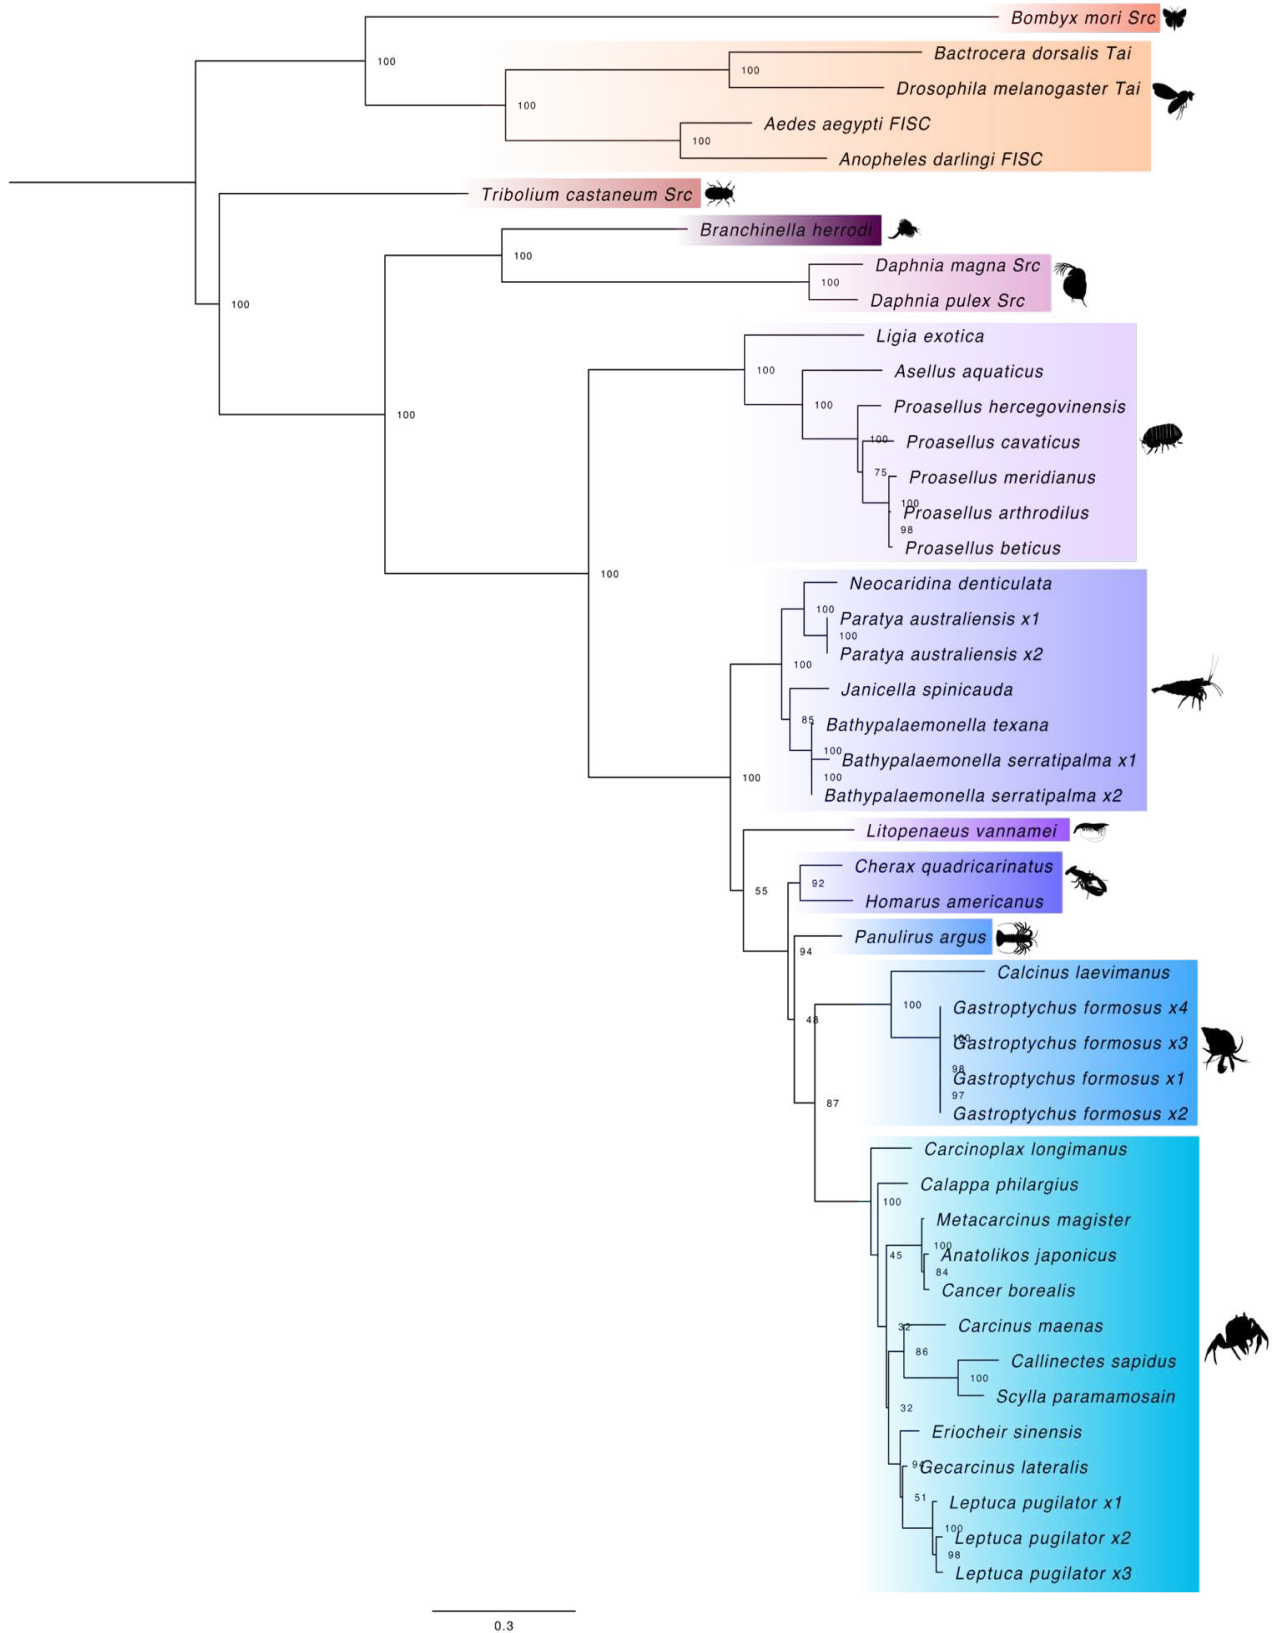 Bombyx mori Src
100
Bactrocera dorsalis Tai
100
Drosophila melanogaster Tai
100
Aedes aegypti FISC
100
Anopheles darlingi FISC
Tribolium castaneum Src
Branchinella herrodi
100
Daphnia magna Src
100
Daphnia pulex Src
100
Ligia exotica
100
Asellus aquaticus
100
Proasellus hercegovinensis
100
100
Proasellus cavaticus
75
Proasellus meridianus
100
Proasellus arthrodilus
98
Proasellus beticus
100
Neocaridina denticulata
100
Paratya australiensis x1
100
Paratya australiensis x2
100
Janicella spinicauda
85
Bathypalaemonella texana
100
Bathypalaemonella serratipalma x1
100
100
Bathypalaemonella serratipalma x2
Litopenaeus vannamei
Cherax quadricarinatus
92
55
Homarus americanus
Panulirus argus
94
Calcinus laevimanus
100
Gastroptychus formosus x4
48
100
Gastroptychus formosus x3
98
Gastroptychus formosus x1
97
87
Gastroptychus formosus x2
Carcinoplax longimanus
Calappa philargius
100
Metacarcinus magister
100
45
Anatolikos japonicus
84
Cancer borealis
32
Carcinus maenas
86
Callinectes sapidus
100
Scylla paramamosain
32
Eriocheir sinensis
94
Gecarcinus lateralis
51
Leptuca pugilator x1
100
Leptuca pugilator x2
98
Leptuca pugilator x3
0.3